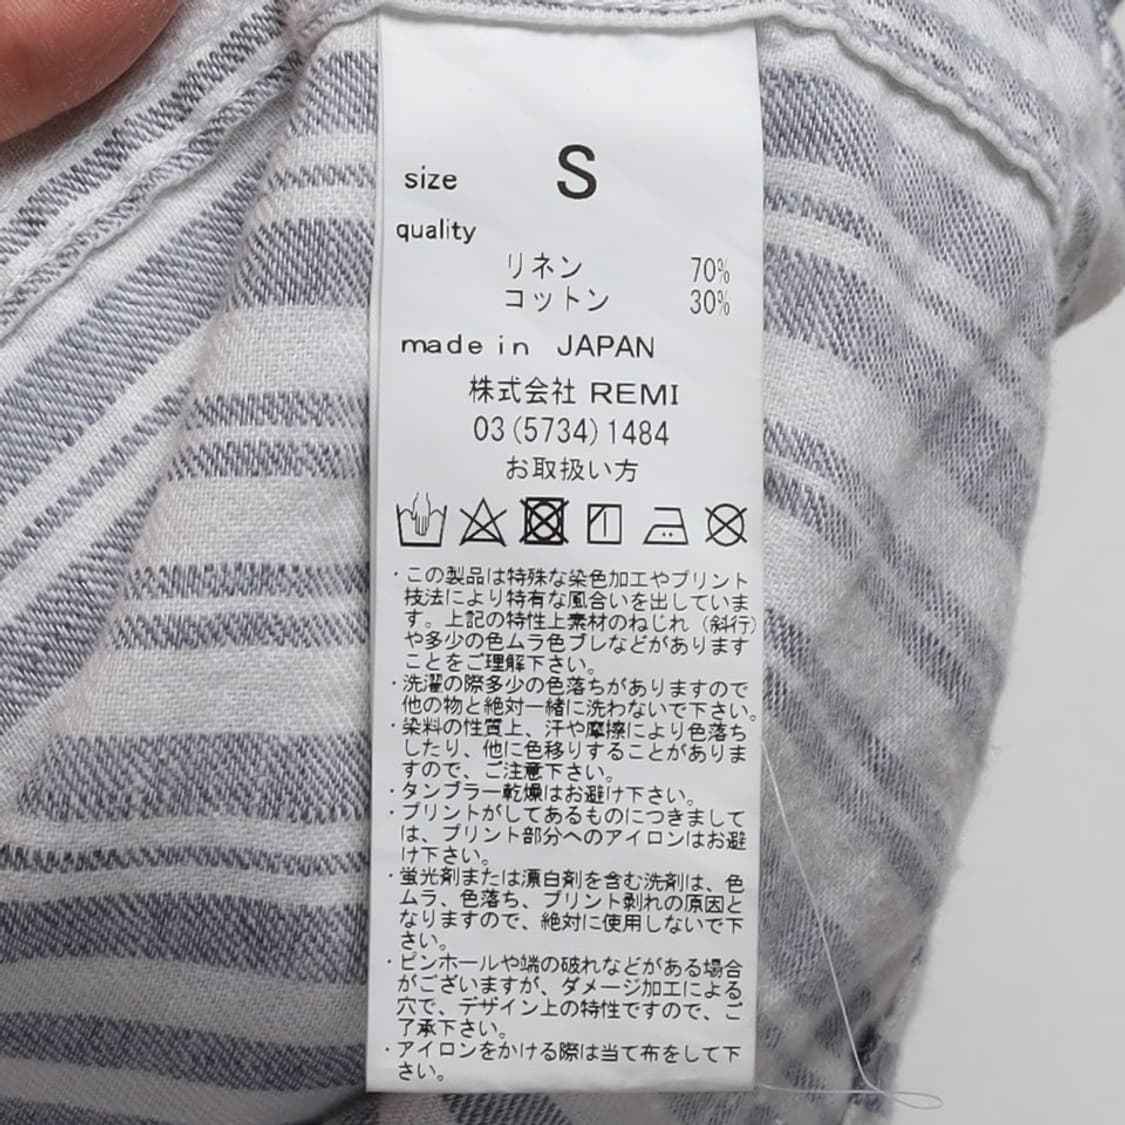 size S
quality
リネン 70%
コットン 30%
made in JAPAN
株式会社 REMI
03(5734)1484
お取扱い方
・この製品は特殊な染色加工やプリント
技法により特有な風合いを出していま
す。上記の特性上素材のねじれ（斜行）
や多少の色ムラ色ブレなどがあります
ことをご理解下さい。
・洗濯の際多少の色落ちがありますので
他の物と絶対一緒に洗わないで下さい。
・染料の性質上、汗や摩擦により色落ち
したり、他に色移りすることがありま
すので、ご注意下さい。
・タンブラー乾燥はお避け下さい。
・プリントがしてあるものにつきまして
は、プリント部分へのアイロンはお避
け下さい。
・蛍光剤または漂白剤を含む洗剤は、色
ムラ、色落ち、プリント剥れの原因と
なりますので、絶対に使用しないで下
さい。
・ピンホールや端の破れなどがある場合
がございますが、ダメージ加工による
穴で、デザイン上の特性ですので、ご
了承下さい。
・アイロンをかける際は当て布をして下
さい。